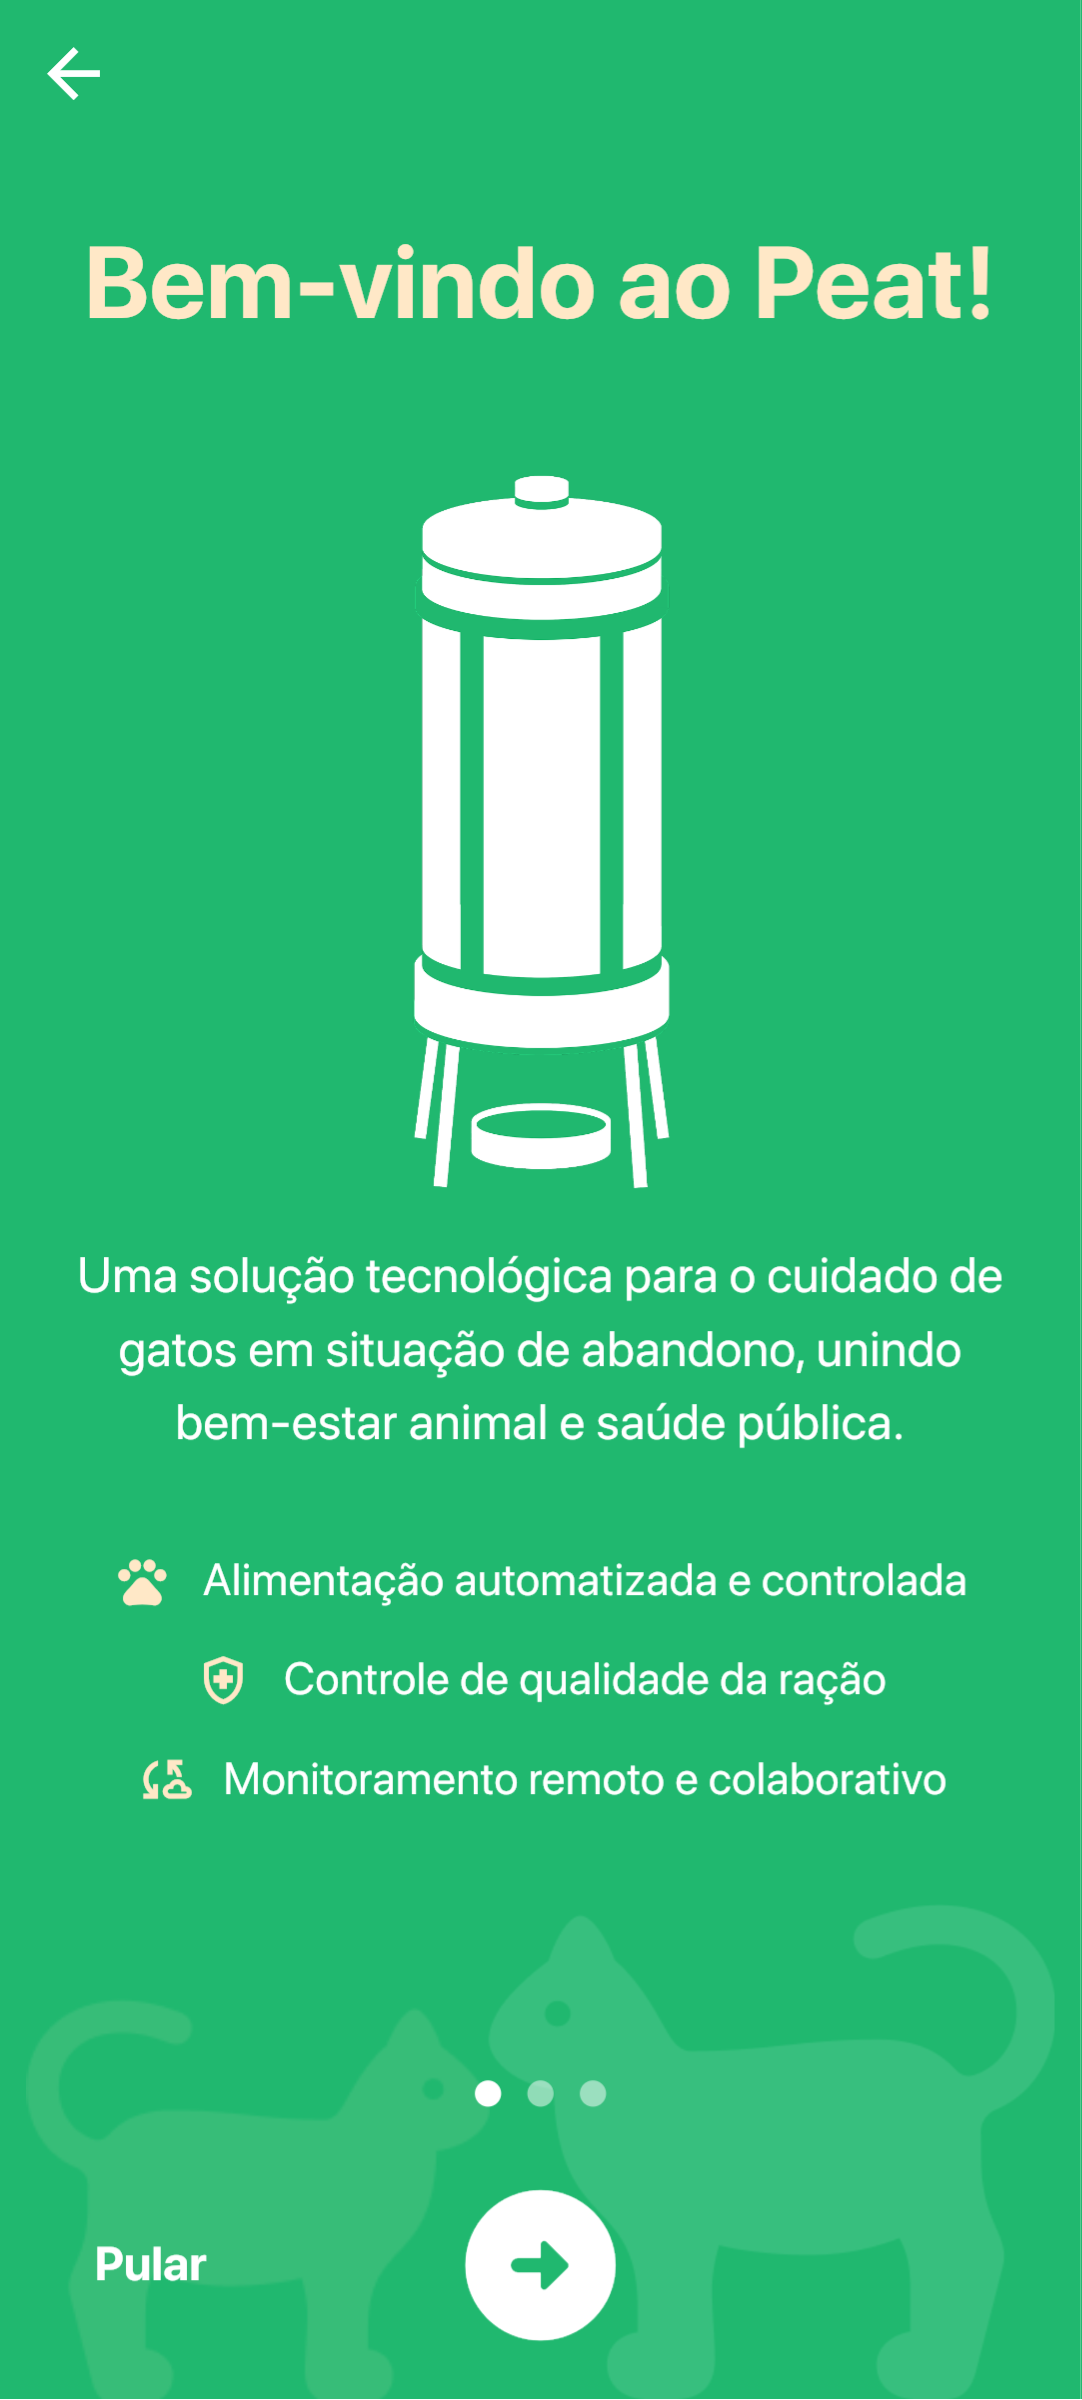 Bem-vindo ao Peat!
Uma solução tecnológica para o cuidado de
gatos em situação de abandono, unindo
bem-estar animal e saúde pública.
Alimentação automatizada e controlada
Controle de qualidade da ração
Monitoramento remoto e colaborativo
Pular